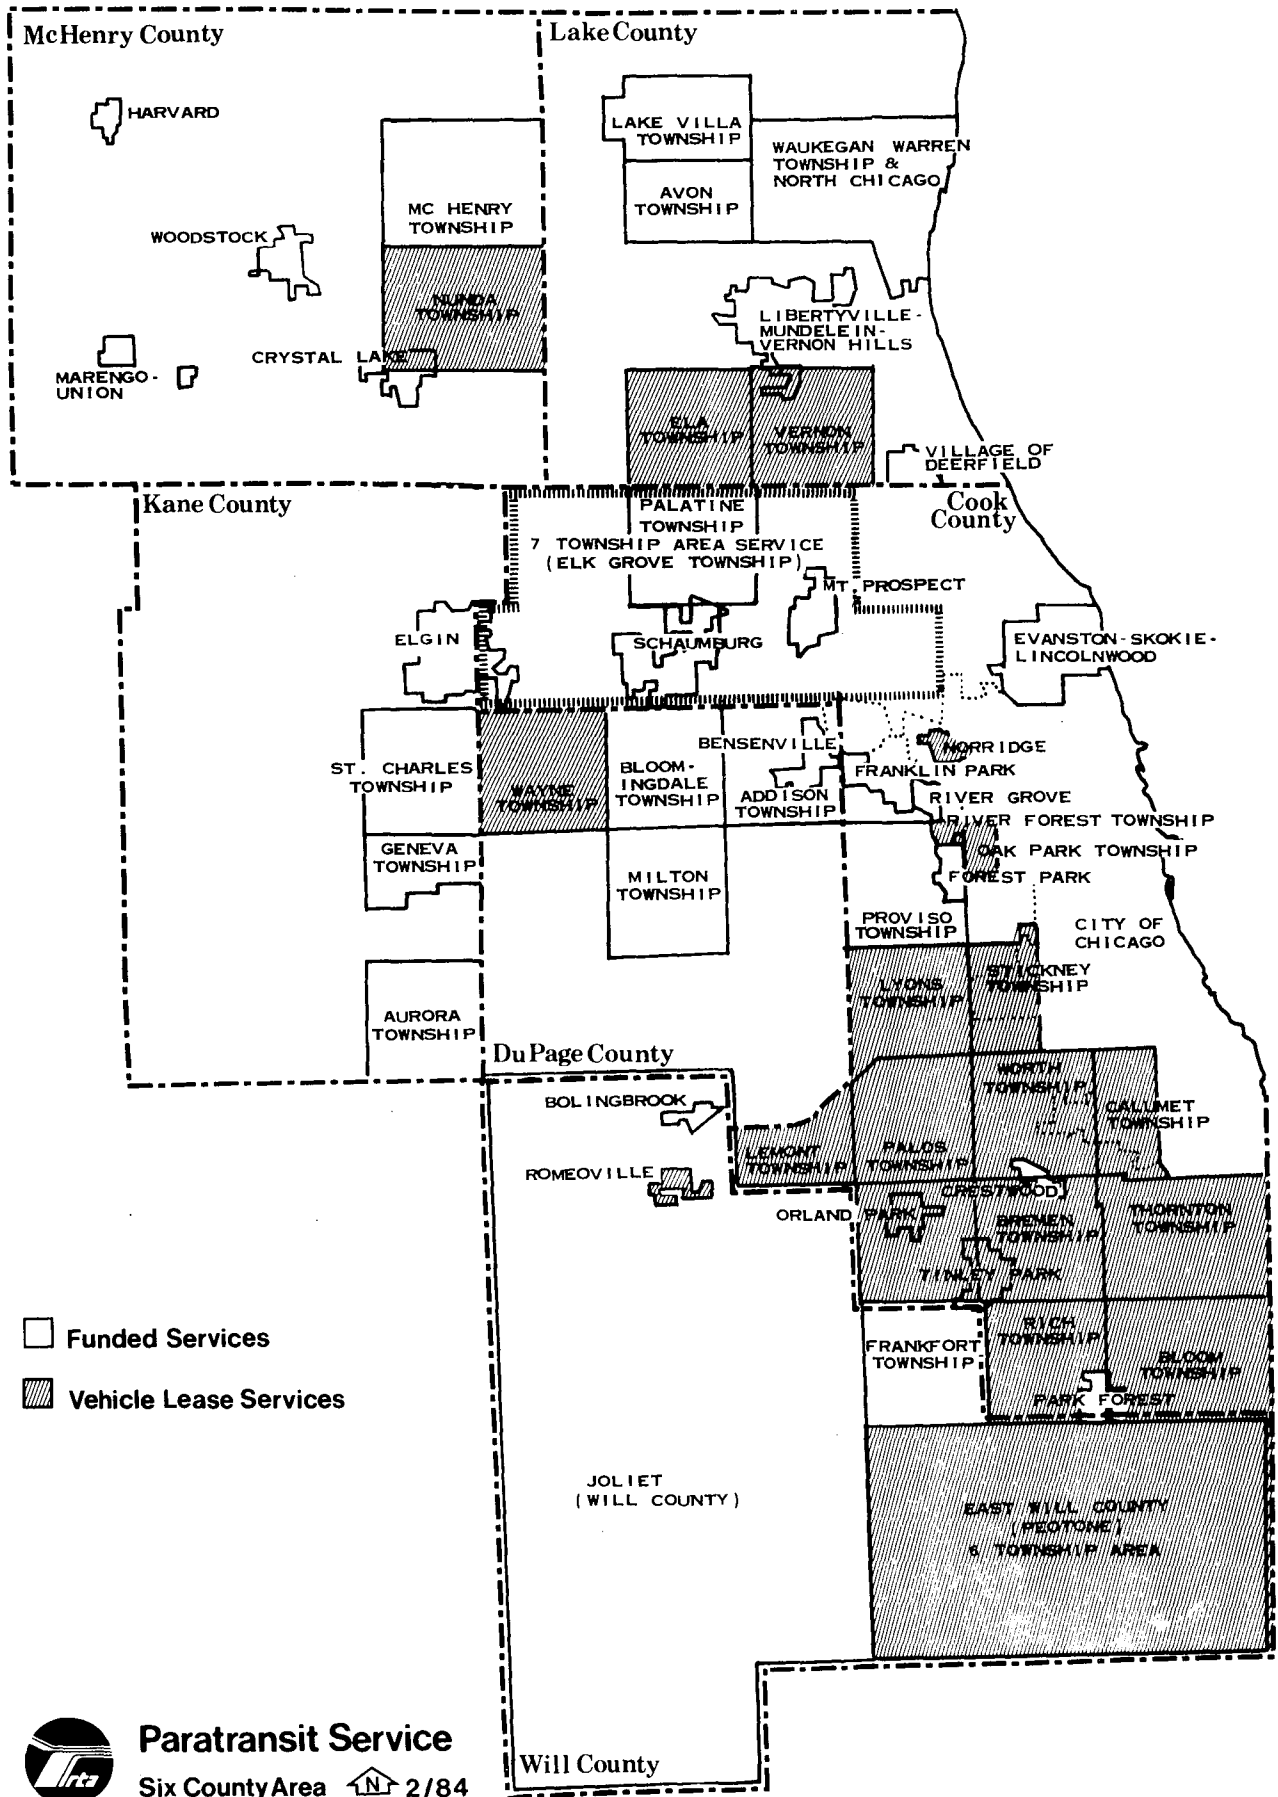 McHenry County
Lake County
HARVARD
LAKE VILLA
TOWNSHIP
WAUKEGAN WARREN
TOWNSHIP &
NORTH CHICAGO
AVON
TOWNSHIP
MC HENRY
TOWNSHIP
WOODSTOCK
NUNDA
TOWNSHIP
LIBERTYVILLE-
MUNDELEIN-
VERNON HILLS
CRYSTAL LAKE
MARENGO-
UNION
ELA
TOWNSHIP
VERNON
TOWNSHIP
VILLAGE OF
DEERFIELD
Kane County
Cook
County
PALATINE
TOWNSHIP
7 TOWNSHIP AREA SERVICE
(ELK GROVE TOWNSHIP)
MT PROSPECT
ELGIN
SCHAUMBURG
EVANSTON-SKOKIE-
LINCOLNWOOD
BENSENVILLE
NORRIDGE
ST. CHARLES
TOWNSHIP
WAYNE
TOWNSHIP
BLOOM-
INGDALE
TOWNSHIP
ADDISON
TOWNSHIP
FRANKLIN PARK
RIVER GROVE
RIVER FOREST TOWNSHIP
OAK PARK TOWNSHIP
FOREST PARK
GENEVA
TOWNSHIP
MILTON
TOWNSHIP
PROVISO
TOWNSHIP
CITY OF
CHICAGO
LYONS
TOWNSHIP
STICKNEY
TOWNSHIP
AURORA
TOWNSHIP
DuPage County
WORTH
TOWNSHIP
BOLINGBROOK
CALUMET
TOWNSHIP
LEMONT
TOWNSHIP
PALOS
TOWNSHIP
ROMEOVILLE
CRESTWOOD
ORLAND PARK
BREMEN
TOWNSHIP
THORNTON
TOWNSHIP
TINLEY PARK
Funded Services
FRANKFORT
TOWNSHIP
RICH
TOWNSHIP
BLOOM
TOWNSHIP
Vehicle Lease Services
PARK FOREST
JOLIET
(WILL COUNTY)
EAST WILL COUNTY
(PEOTONE)
6 TOWNSHIP AREA
rta
Paratransit Service
Six County Area N 2/84
Will County